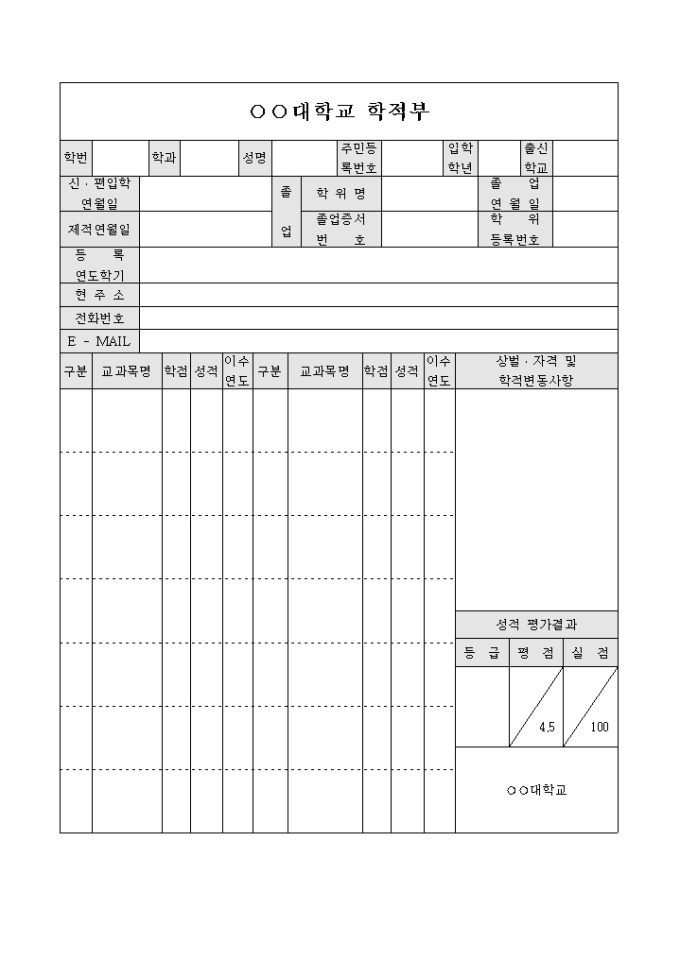 ○○대학교 학적부
학번 학과 성명 주민등록번호 입학학년 출신학교
신·편입학 연월일 졸업 학 위 명 졸 업 연 월 일
제적연월일 졸업증서 번 호 학 위 등록번호
등 록 연도학기
현 주 소
전화번호
E - MAIL
구분 교과목명 학점 성적 이수연도 구분 교과목명 학점 성적 이수연도 상벌·자격 및 학적변동사항
성적 평가결과
등 급 평 점 실 점
4.5 100
○○대학교